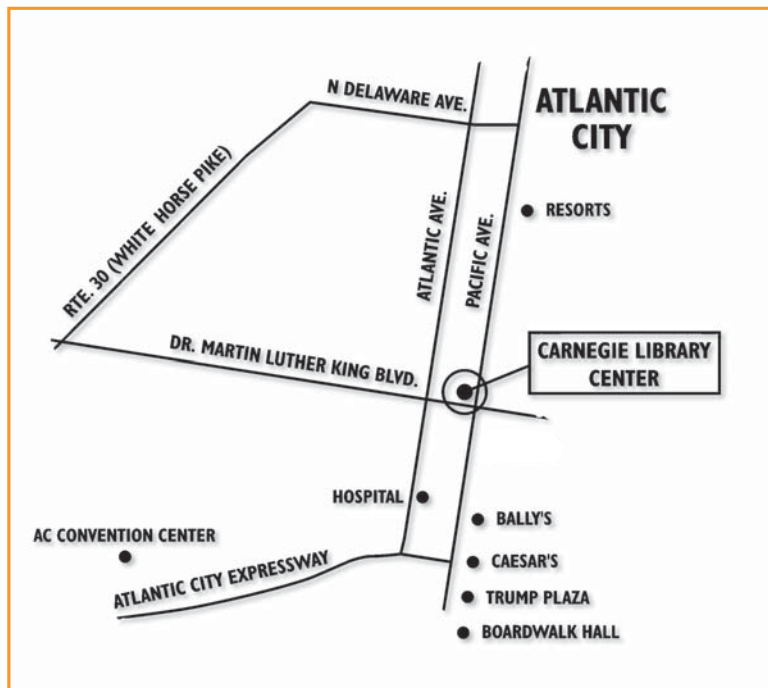 N DELAWARE AVE.
ATLANTIC
CITY
RTE. 30 (WHITE HORSE PIKE)
ATLANTIC AVE.
PACIFIC AVE.
RESORTS
DR. MARTIN LUTHER KING BLVD.
CARNEGIE LIBRARY
CENTER
HOSPITAL
BALLY'S
AC CONVENTION CENTER
ATLANTIC CITY EXPRESSWAY
CAESAR'S
TRUMP PLAZA
BOARDWALK HALL